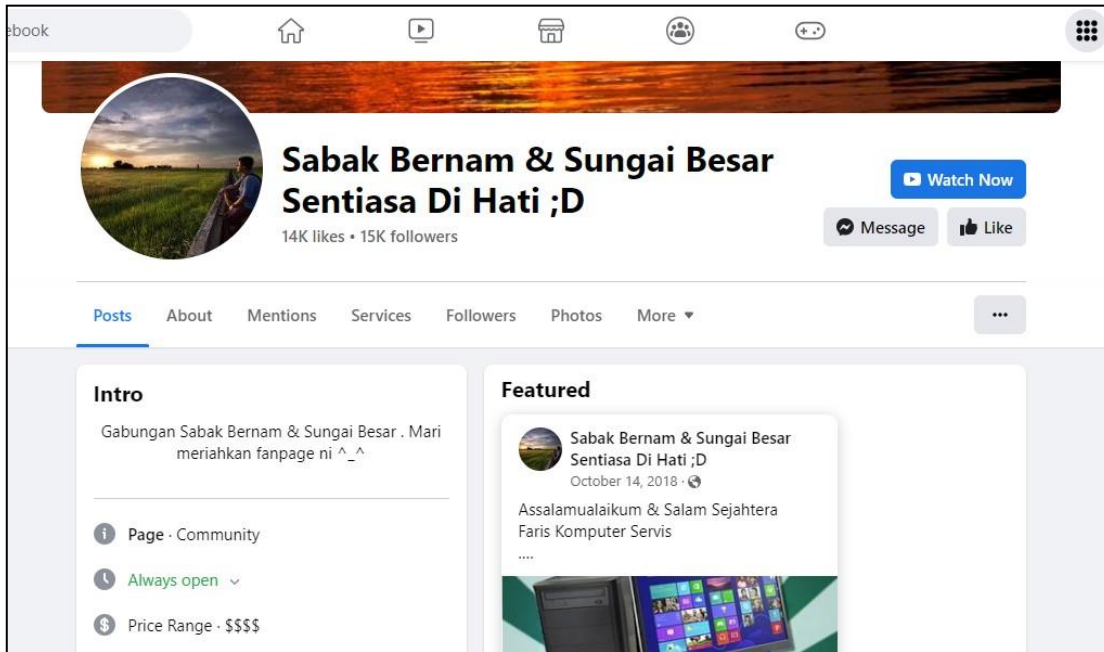 ebook
Sabak Bernam & Sungai Besar
Sentiasa Di Hati ;D
14K likes • 15K followers
Watch Now
Message
Like
Posts
About
Mentions
Services
Followers
Photos
More
Intro
Gabungan Sabak Bernam & Sungai Besar . Mari
meriahkan fanpage ni ^_^
Page · Community
Always open
Price Range · $$$$
Featured
Sabak Bernam & Sungai Besar
Sentiasa Di Hati ;D
October 14, 2018 ·
Assalamualaikum & Salam Sejahtera
Faris Komputer Servis
....